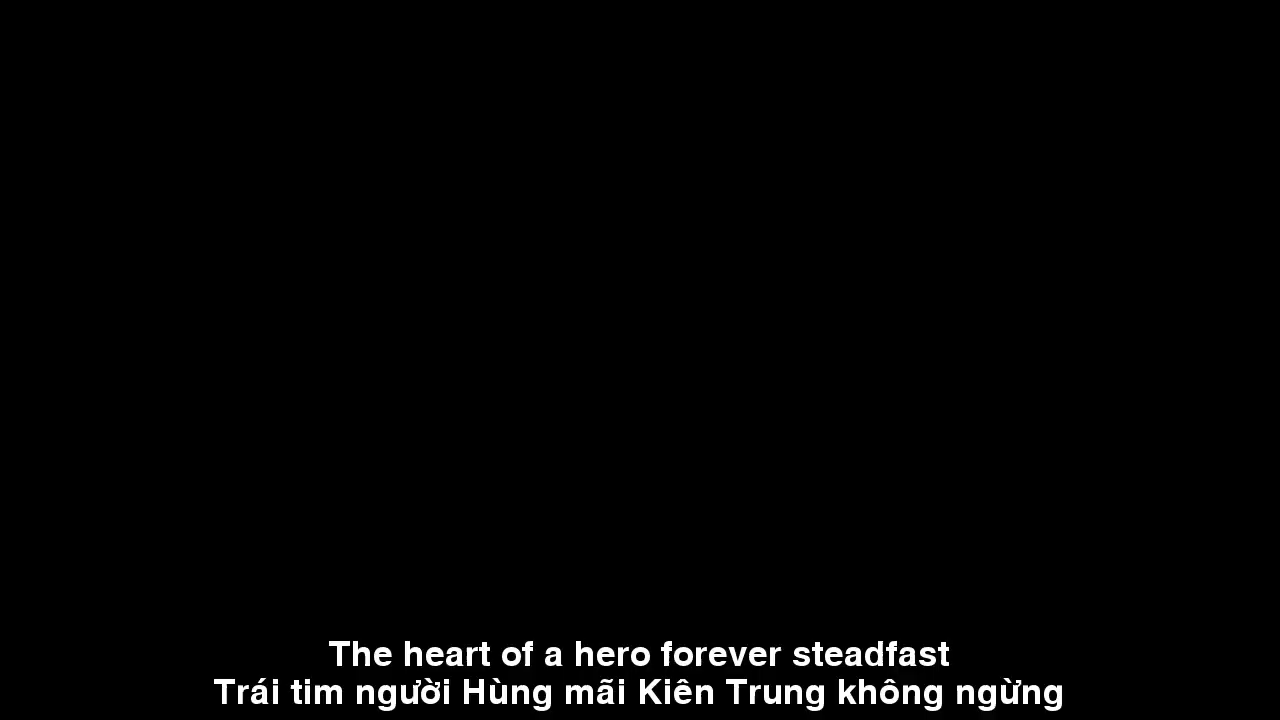 The heart of a hero forever steadfast
Trái tim người Hùng mãi Kiên Trung không ngừng